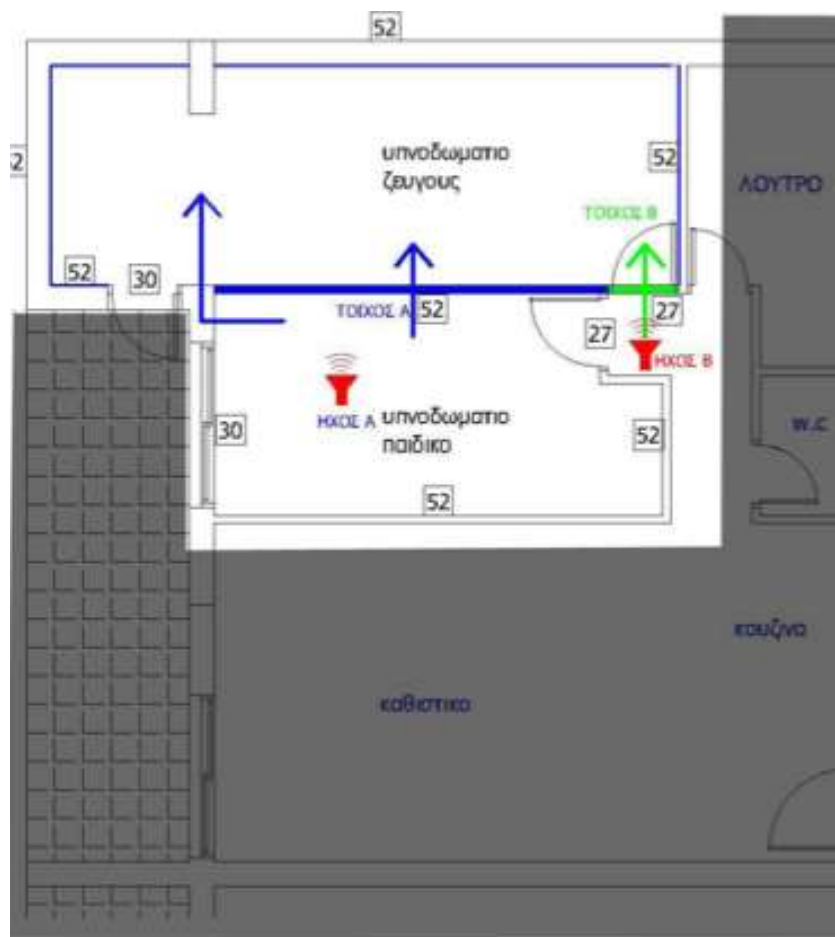 52
υπνοδωματιο
ζευγους
52
ΛΟΥΤΡΟ
ΤΟΙΧΟΣ Β
52
30
ΤΟΙΧΟΣ Α
52
27
27
ΗΧΟΣ Β
ΗΧΟΣ Α
υπνοδωματιο
παιδικο
w.c
30
52
52
κουζινα
καθιστικο